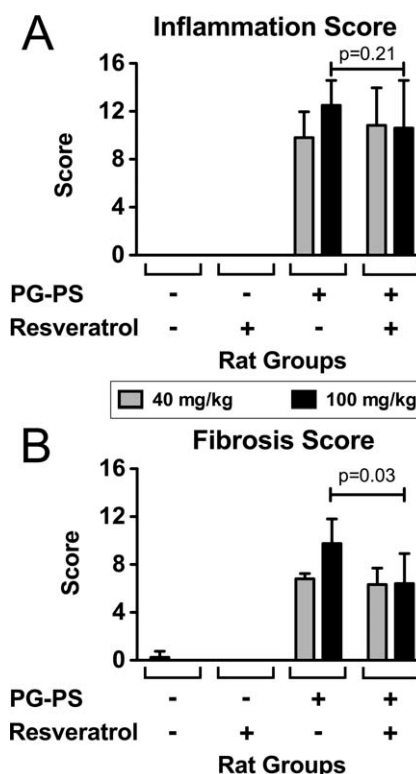 A Inflammation Score
p=0.21
16
12
8
4
0
Score
PG-PS - - + +
Resveratrol - + - +
Rat Groups
40 mg/kg 100 mg/kg
B Fibrosis Score
p=0.03
16
12
8
4
0
Score
PG-PS - - + +
Resveratrol - + - +
Rat Groups